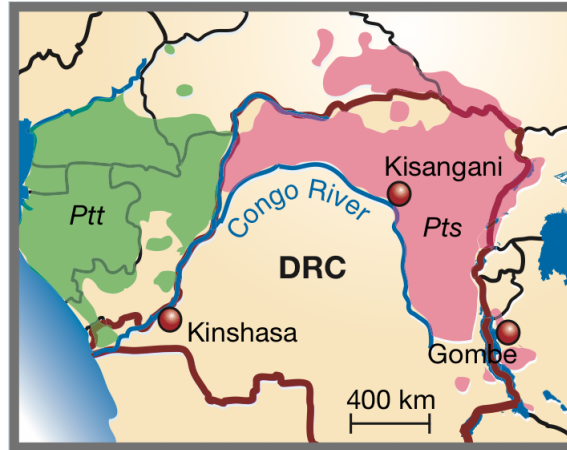 Kisangani
Ptt
Congo River
Pts
DRC
Kinshasa
Gombe
400 km